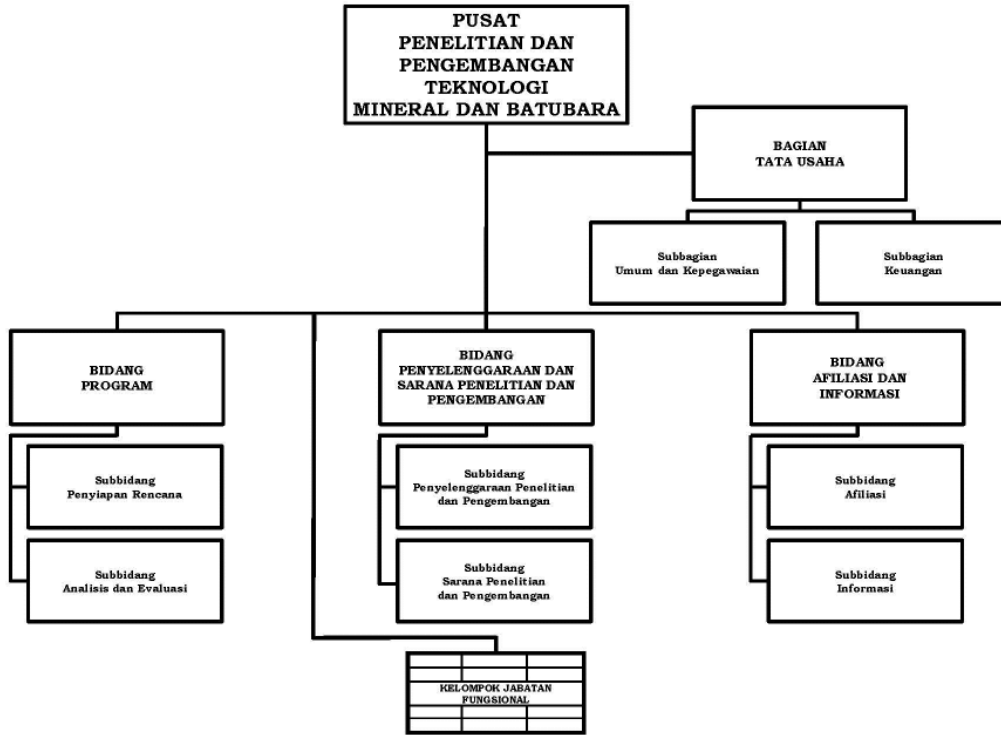 PUSAT
PENELITIAN DAN
PENGEMBANGAN
TEKNOLOGI
MINERAL DAN BATUBARA
BAGIAN
TATA USAHA
Subbagian
Umum dan Kepegawaian
Subbagian
Keuangan
BIDANG
PROGRAM
BIDANG
PENYELENGGARAAN DAN
SARANA PENELITIAN DAN
PENGEMBANGAN
BIDANG
AFILIASI DAN
INFORMASI
Subbidang
Penyiapan Rencana
Subbidang
Penyelenggaraan Penelitian
dan Pengembangan
Subbidang
Afiliasi
Subbidang
Analisis dan Evaluasi
Subbidang
Sarana Penelitian
dan Pengembangan
Subbidang
Informasi
KELOMPOK JABATAN
FUNGSIONAL